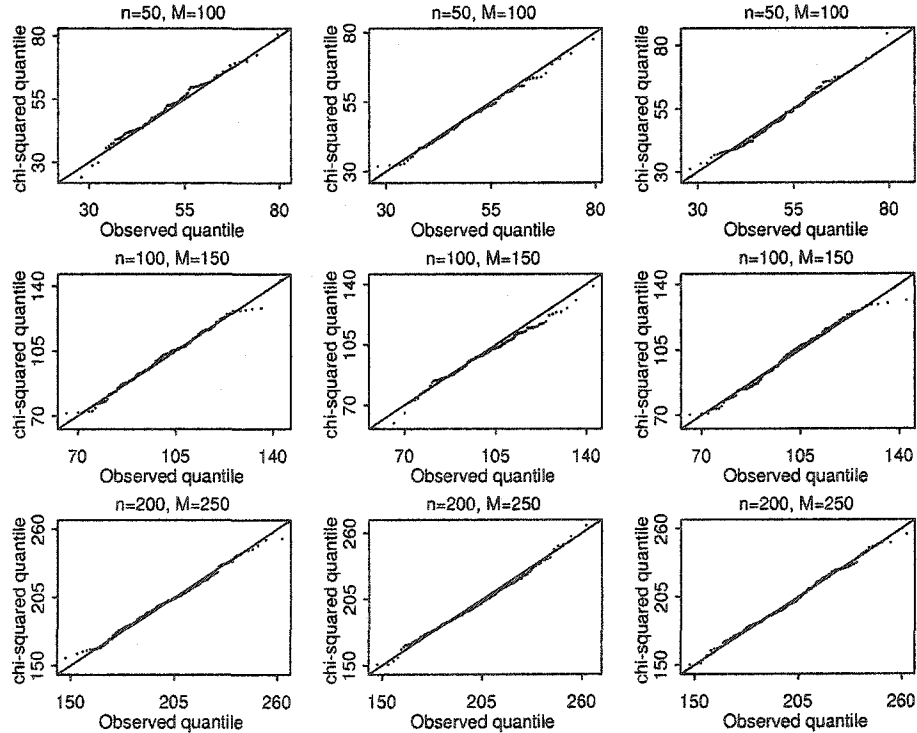 n=50, M=100
n=50, M=100
n=50, M=100
chi-squared quantile
30 55 80
30 55 80
Observed quantile
chi-squared quantile
30 55 80
30 55 80
Observed quantile
chi-squared quantile
30 55 80
30 55 80
Observed quantile
n=100, M=150
n=100, M=150
n=100, M=150
chi-squared quantile
70 105 140
70 105 140
Observed quantile
chi-squared quantile
70 105 140
70 105 140
Observed quantile
chi-squared quantile
70 105 140
70 105 140
Observed quantile
n=200, M=250
n=200, M=250
n=200, M=250
chi-squared quantile
150 205 260
150 205 260
Observed quantile
chi-squared quantile
150 205 260
150 205 260
Observed quantile
chi-squared quantile
150 205 260
150 205 260
Observed quantile